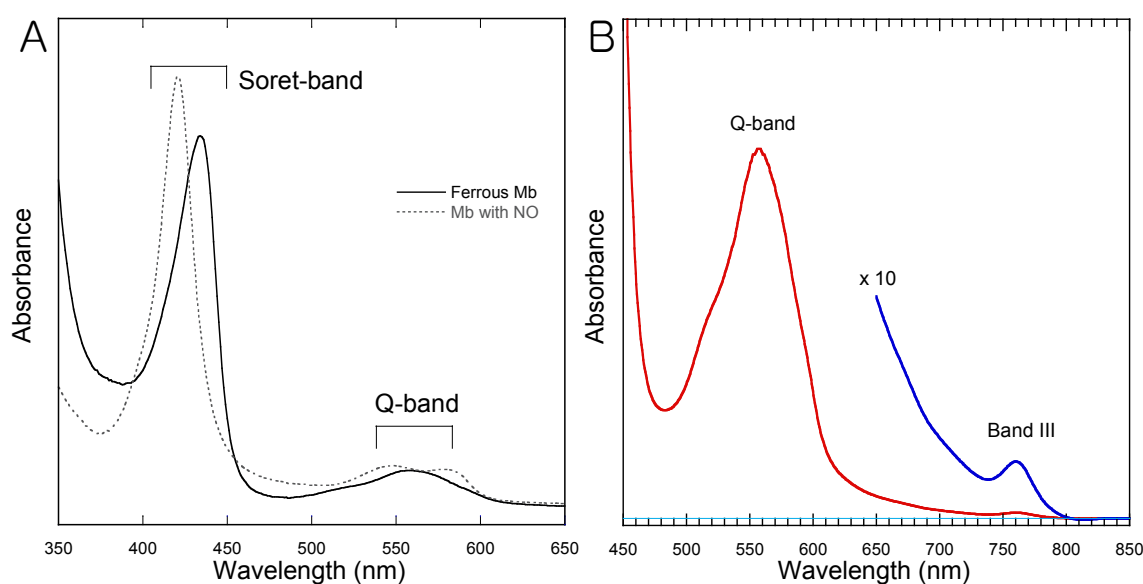 A
Soret-band
Ferrous Mb
Mb with NO
Q-band
Absorbance
350 400 450 500 550 600 650
Wavelength (nm)
B
Q-band
x 10
Band III
Absorbance
450 500 550 600 650 700 750 800 850
Wavelength (nm)